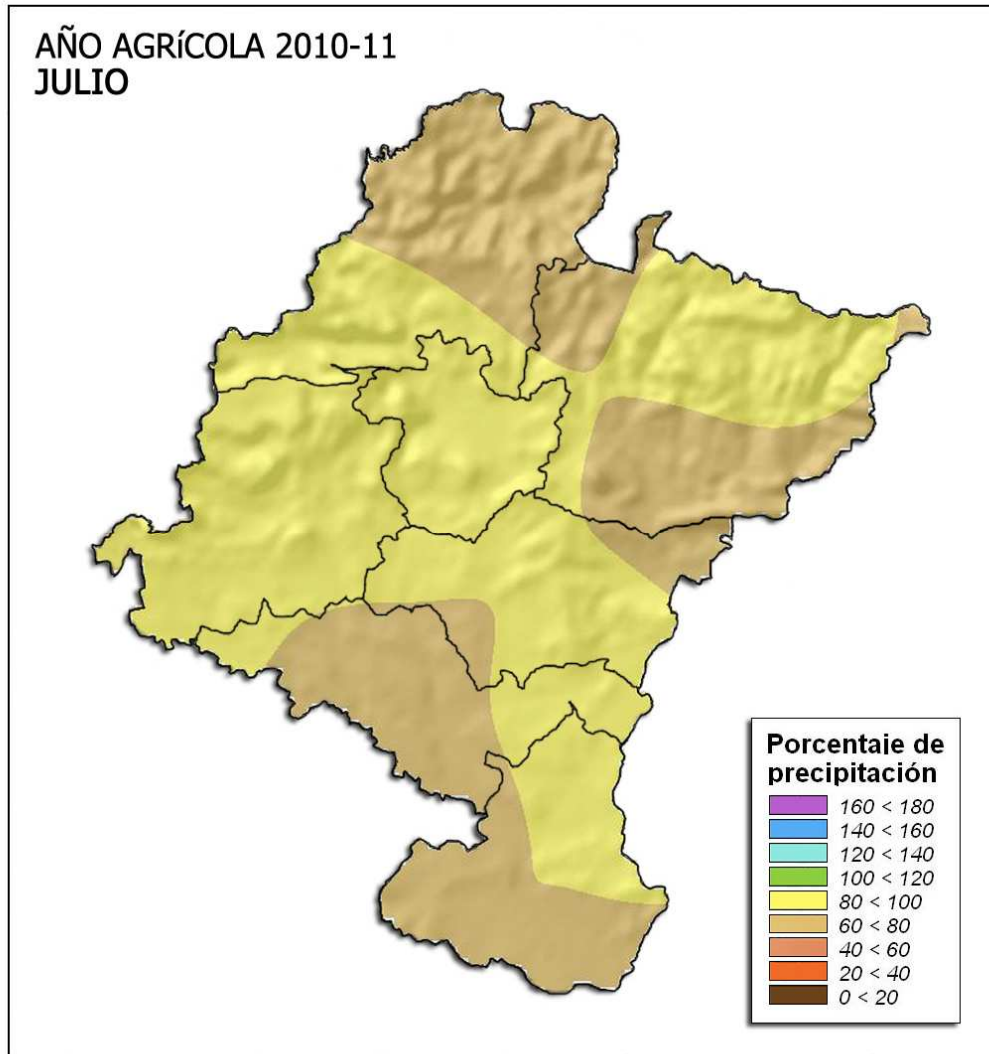 AÑO AGRíCOLA 2010-11
JULIO
Porcentaje de
precipitación
160 < 180
140 < 160
120 < 140
100 < 120
80 < 100
60 < 80
40 < 60
20 < 40
0 < 20